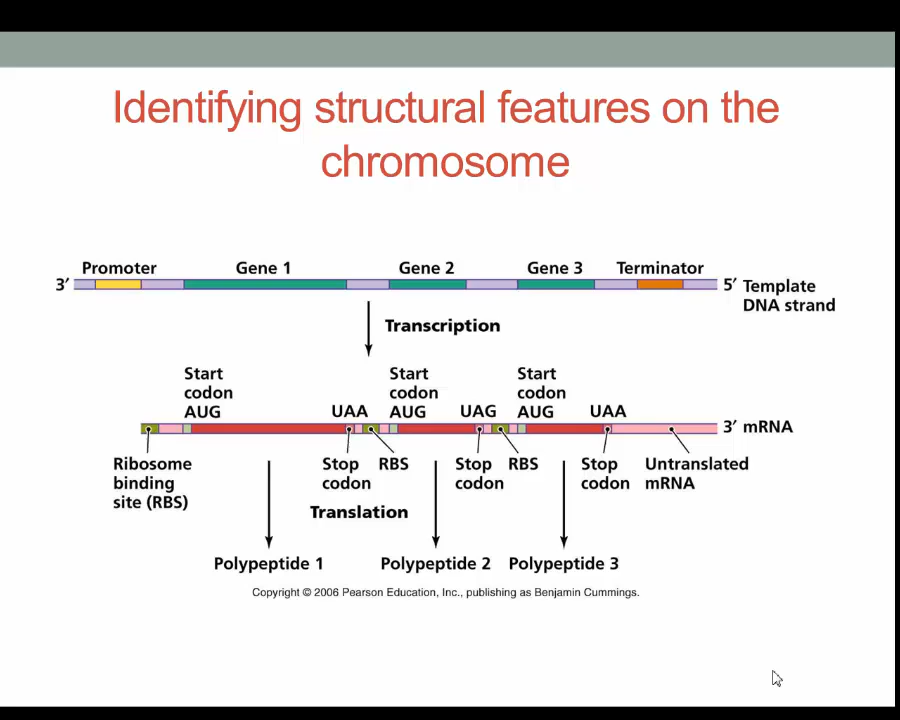 Identifying structural features on the
chromosome
Promoter Gene 1 Gene 2 Gene 3 Terminator
3′ 5′ Template
DNA strand
Transcription
Start Start Start
codon codon codon
AUG UAA AUG UAG AUG UAA
3′ mRNA
Ribosome Stop RBS Stop RBS Stop Untranslated
binding codon codon codon mRNA
site (RBS)
Translation
Polypeptide 1 Polypeptide 2 Polypeptide 3
Copyright © 2006 Pearson Education, Inc., publishing as Benjamin Cummings.